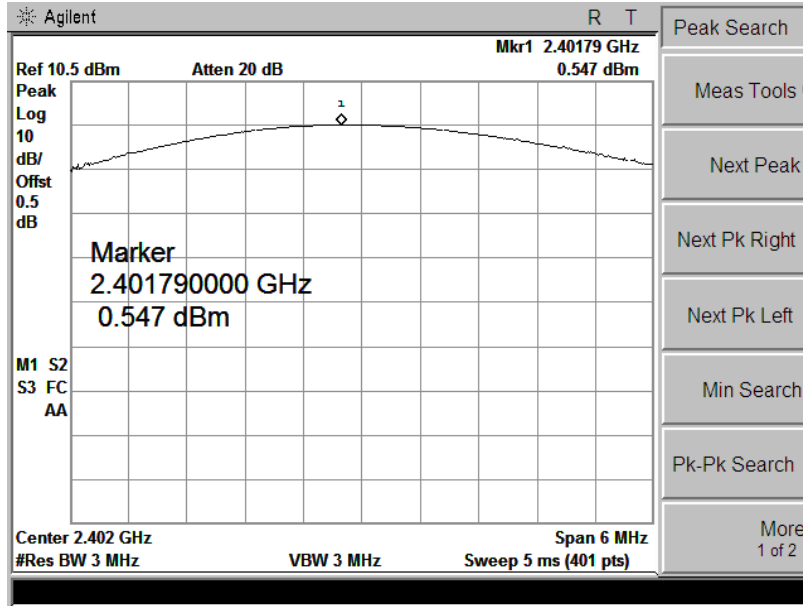 Agilent R T
Mkr1 2.40179 GHz
Ref 10.5 dBm Atten 20 dB 0.547 dBm
Peak
Log
10
dB/
Offst
0.5
dB
1
Marker
2.401790000 GHz
0.547 dBm
M1 S2
S3 FC
AA
Center 2.402 GHz Span 6 MHz
#Res BW 3 MHz VBW 3 MHz Sweep 5 ms (401 pts)
Peak Search
Meas Tools
Next Peak
Next Pk Right
Next Pk Left
Min Search
Pk-Pk Search
More
1 of 2